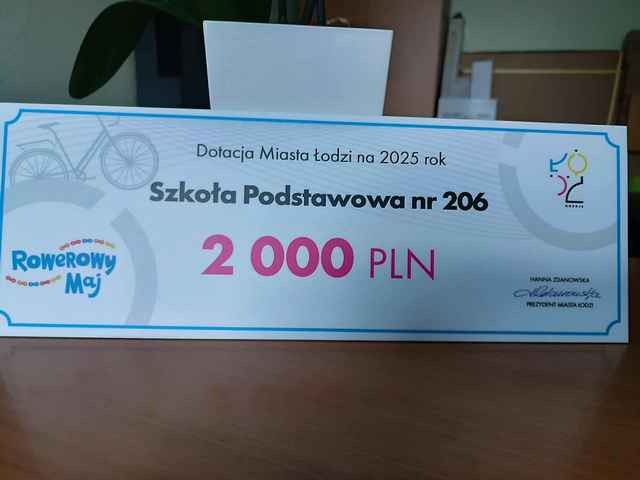 Dotacja Miasta Łodzi na 2025 rok
Szkoła Podstawowa nr 206
2 000 PLN
Rowerowy
Maj
HANNA ZDANOWSKA
PREZYDENT MIASTA ŁODZI